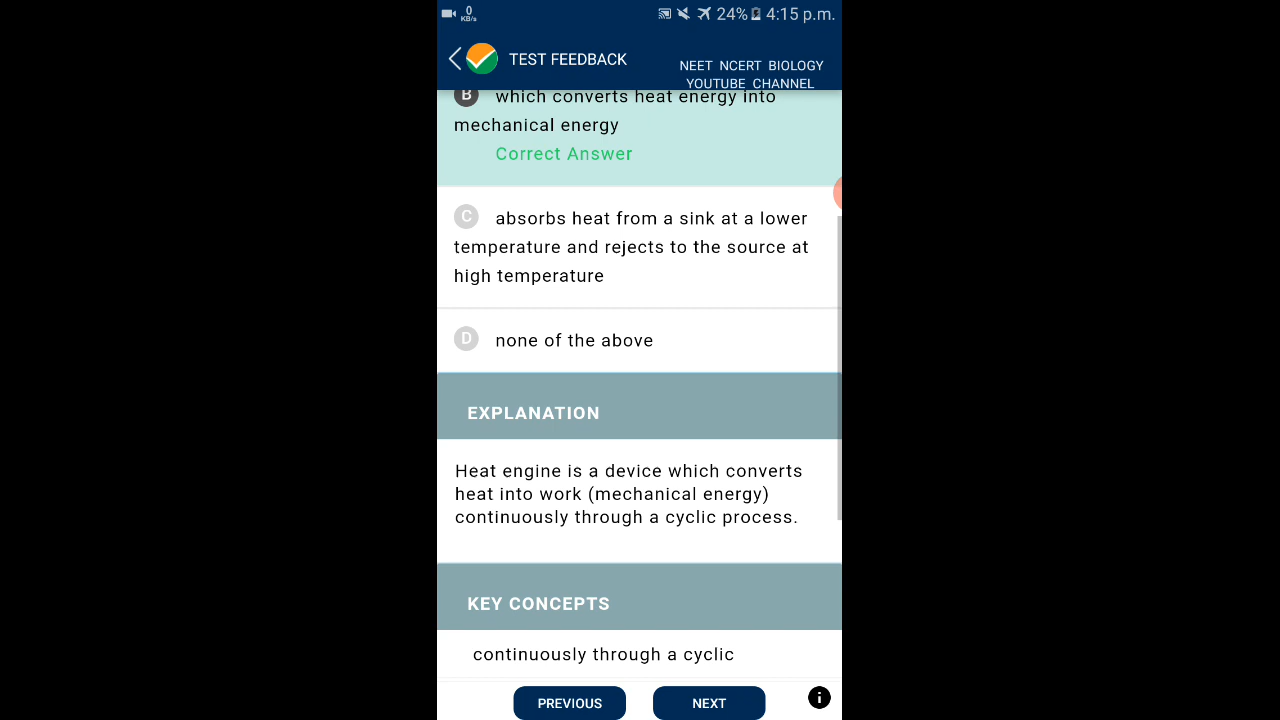 0
KB/s
24% 4:15 p.m.
TEST FEEDBACK
NEET NCERT BIOLOGY
YOUTUBE CHANNEL
B which converts heat energy into
mechanical energy
Correct Answer
C absorbs heat from a sink at a lower
temperature and rejects to the source at
high temperature
D none of the above
EXPLANATION
Heat engine is a device which converts
heat into work (mechanical energy)
continuously through a cyclic process.
KEY CONCEPTS
continuously through a cyclic
PREVIOUS
NEXT
i